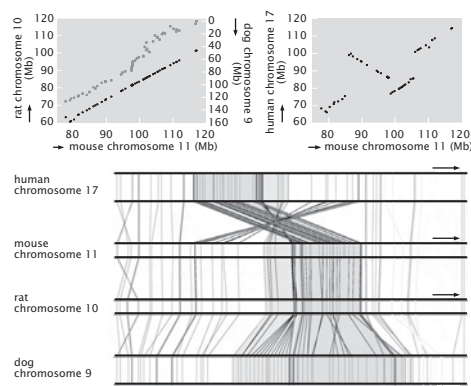 rat chromosome 10
(Mb)
120
110
100
90
80
70
60
80 90 100 110 120
mouse chromosome 11 (Mb)
0
20
40
60
80
100
120
140
160
dog chromosome 9
(Mb)
human chromosome 17
(Mb)
120
110
100
90
80
70
60
80 90 100 110 120
mouse chromosome 11 (Mb)
human
chromosome 17
mouse
chromosome 11
rat
chromosome 10
dog
chromosome 9